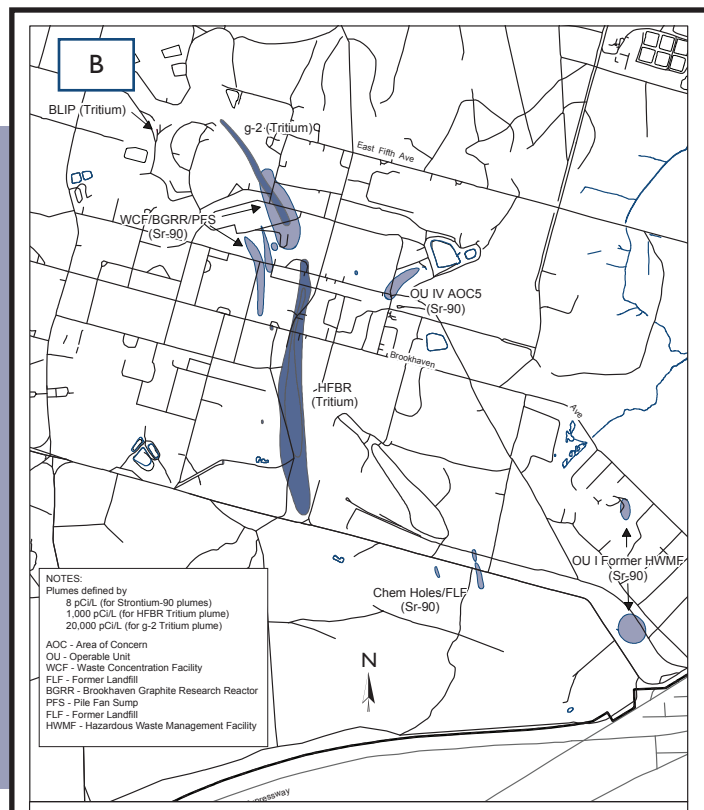 B
BLIP (Tritium)
g-2 (Tritium)
East Fifth Ave
WCF/BGRR/PFS
(Sr-90)
OU IV AOC5
(Sr-90)
Brookhaven
Ave
HFBR
(Tritium)
OU I Former HWMF
(Sr-90)
Chem Holes/FLF
(Sr-90)
N
NOTES:
Plumes defined by
8 pCi/L (for Strontium-90 plumes)
1,000 pCi/L (for HFBR Tritium plume)
20,000 pCi/L (for g-2 Tritium plume)
AOC - Area of Concern
OU - Operable Unit
WCF - Waste Concentration Facility
FLF - Former Landfill
BGRR - Brookhaven Graphite Research Reactor
PFS - Pile Fan Sump
FLF - Former Landfill
HWMF - Hazardous Waste Management Facility